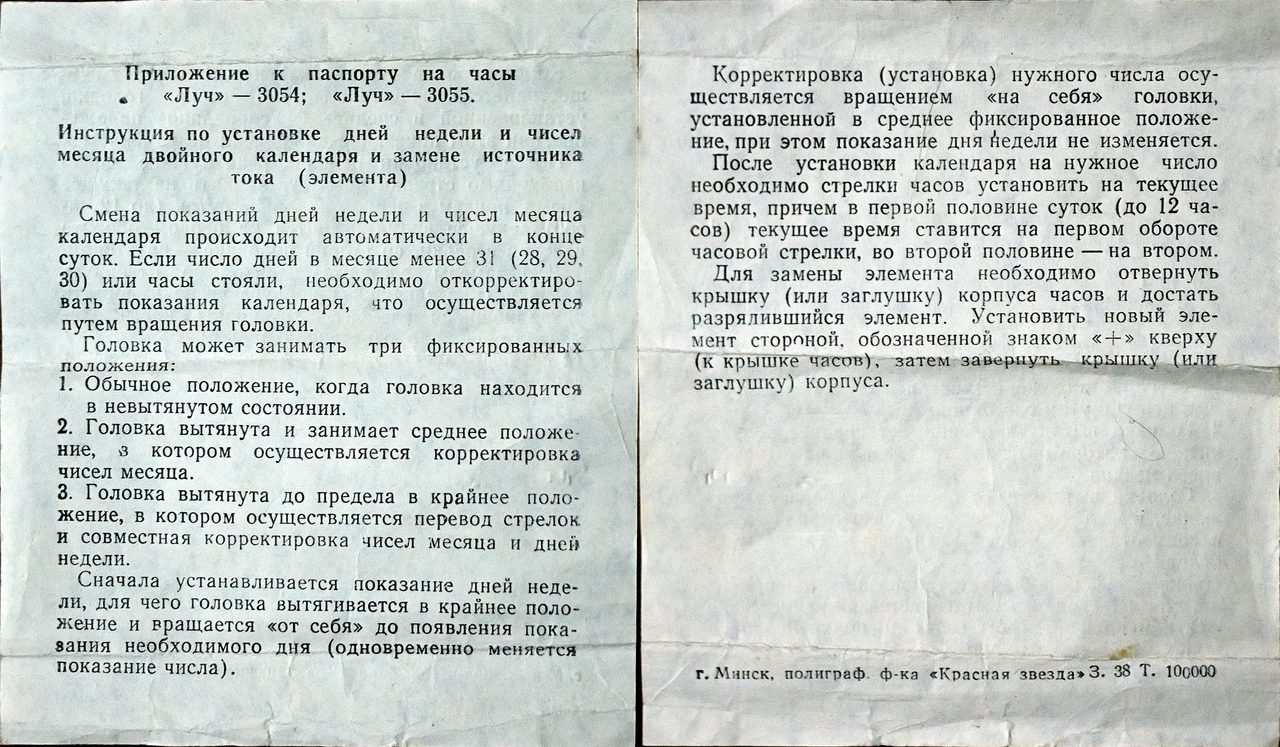 Приложение к паспорту на часы
«Луч» — 3054; «Луч» — 3055.
Инструкция по установке дней недели и чисел
месяца двойного календаря и замене источника
тока (элемента)
Смена показаний дней недели и чисел месяца
календаря происходит автоматически в конце
суток. Если число дней в месяце менее 31 (28, 29,
30) или часы стояли, необходимо откорректиро-
вать показания календаря, что осуществляется
путем вращения головки.
Головка может занимать три фиксированных
положения:
1. Обычное положение, когда головка находится
в невытянутом состоянии.
2. Головка вытянута и занимает среднее положе-
ние, в котором осуществляется корректировка
чисел месяца.
3. Головка вытянута до предела в крайнее поло-
жение, в котором осуществляется перевод стрелок
и совместная корректировка чисел месяца и дней
недели.
Сначала устанавливается показание дней неде-
ли, для чего головка вытягивается в крайнее поло-
жение и вращается «от себя» до появления пока-
зания необходимого дня (одновременно меняется
показание числа).
Корректировка (установка) нужного числа осу-
ществляется вращением «на себя» головки,
установленной в среднее фиксированное положе-
ние, при этом показание дня недели не изменяется.
После установки календаря на нужное число
необходимо стрелки часов установить на текущее
время, причем в первой половине суток (до 12 ча-
сов) текущее время ставится на первом обороте
часовой стрелки, во второй половине — на втором.
Для замены элемента необходимо отвернуть
крышку (или заглушку) корпуса часов и достать
разрялившийся элемент. Установить новый эле-
мент стороной, обозначенной знаком «+» кверху
(к крышке часов), затем завернуть крышку (или
заглушку) корпуса.
г. Минск, полиграф. ф-ка «Красная звезда» З. 38 Т. 100000